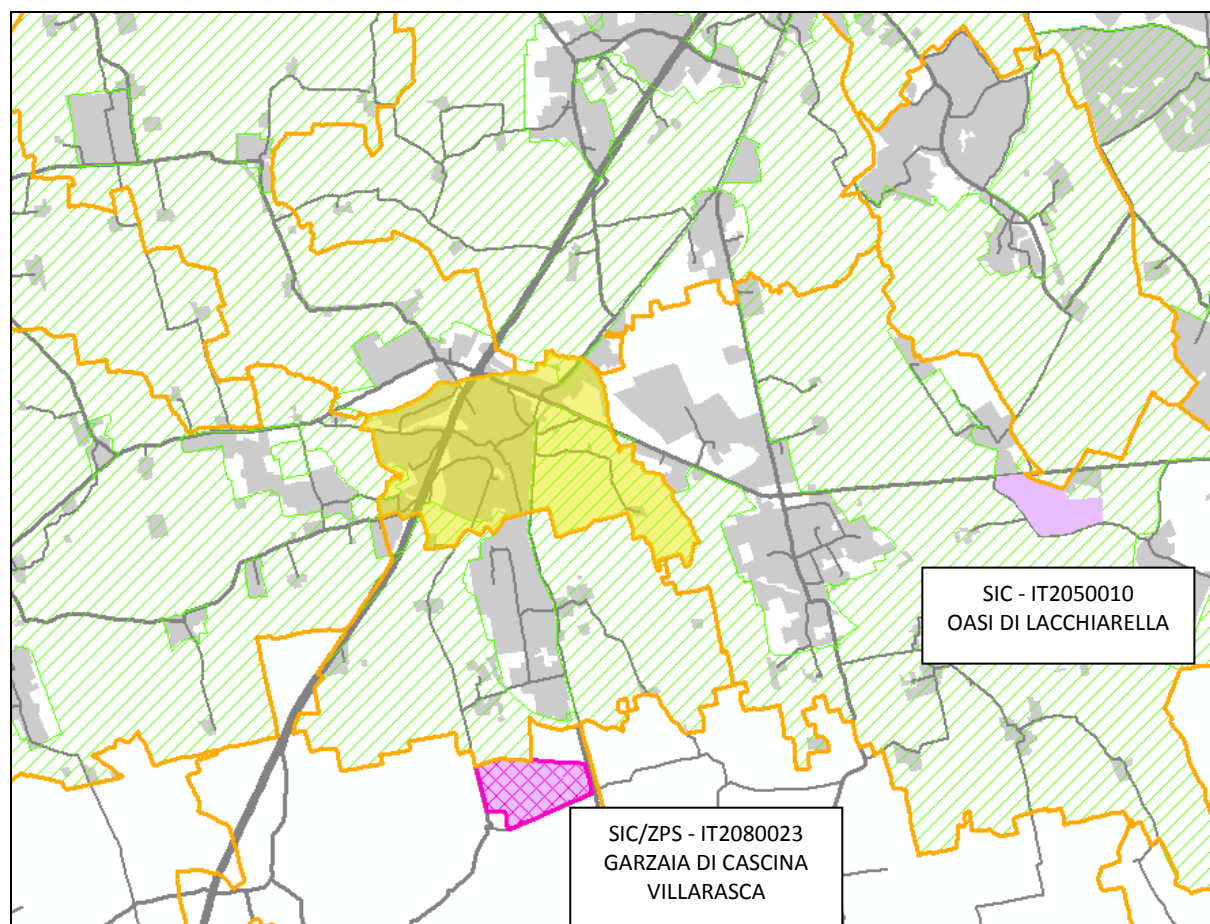 SIC - IT2050010
OASI DI LACCHIARELLA
SIC/ZPS - IT2080023
GARZAIA DI CASCINA
VILLARASCA